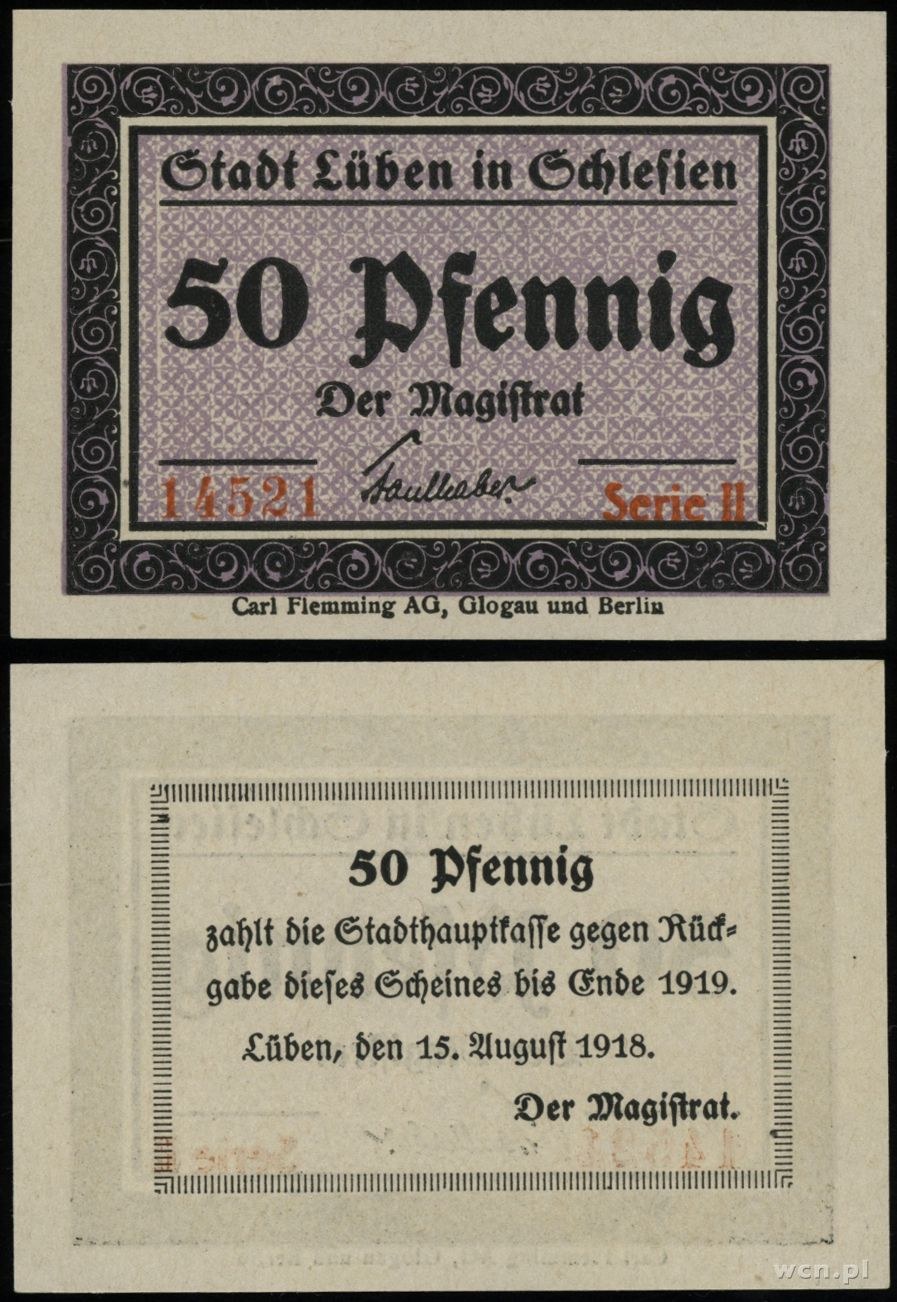 Stadt Lüben in Schlesien
50 Pfennig
Der Magistrat
Faulhaber
14521 Serie II
Carl Flemming AG, Glogau und Berlin
50 Pfennig
zahlt die Stadthauptkasse gegen Rück-
gabe dieses Scheines bis Ende 1919.
Lüben, den 15. August 1918.
Der Magistrat.
wcn.pl